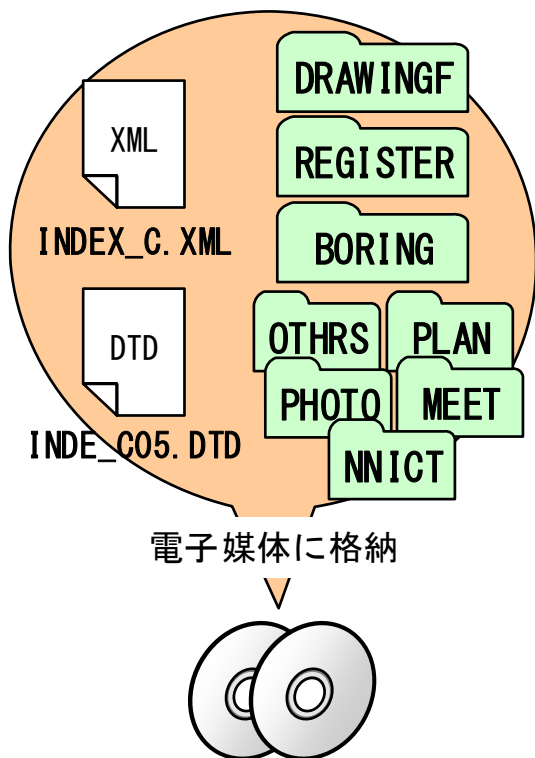 XML
INDEX_C.XML
DTD
INDE_C05.DTD
DRAWINGF
REGISTER
BORING
OTHRS
PLAN
PHOTO
MEET
NNICT
電子媒体に格納